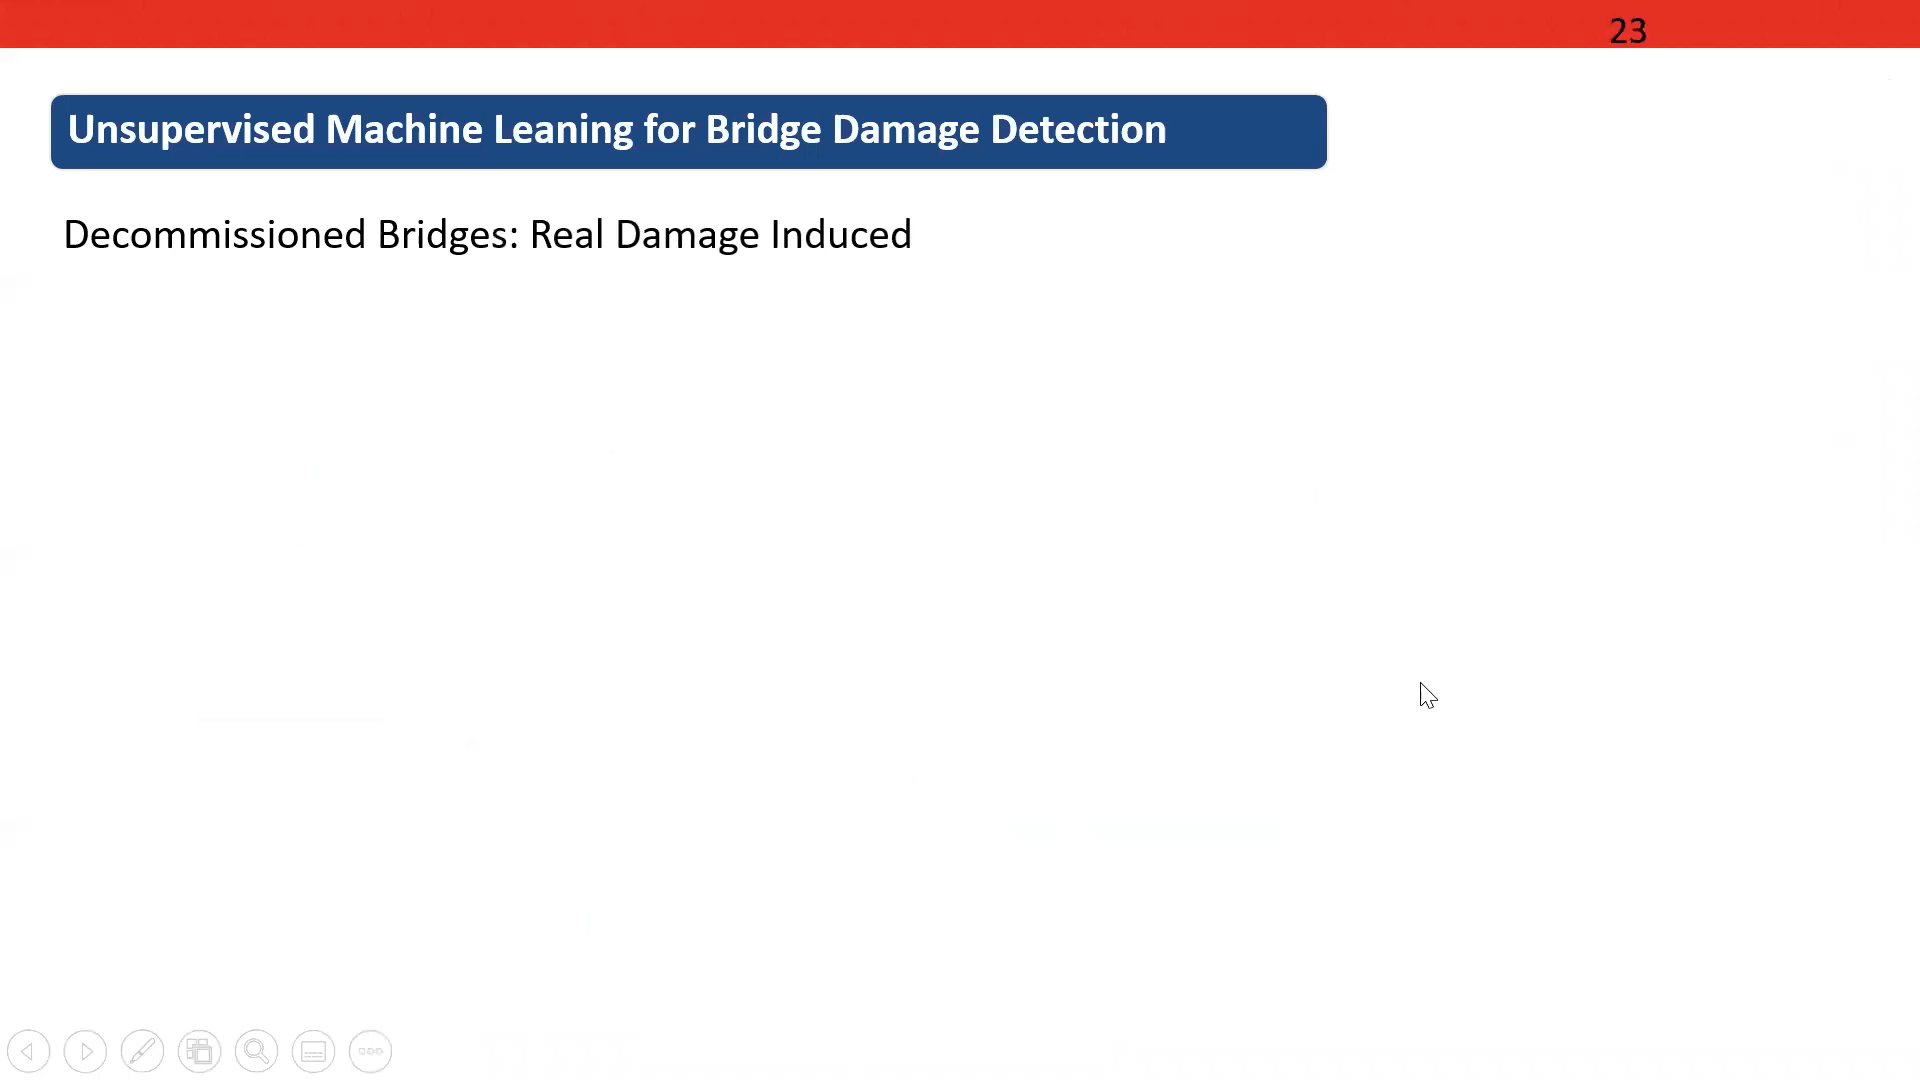 23
Unsupervised Machine Leaning for Bridge Damage Detection
Decommissioned Bridges: Real Damage Induced